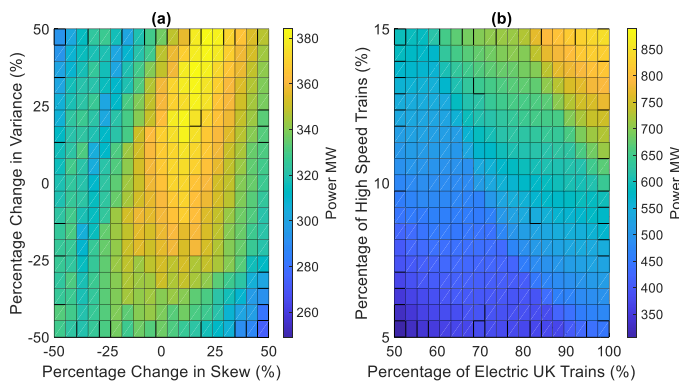 (a)
50
25
0
-25
-50
-50 -25 0 25 50
Percentage Change in Variance (%)
Percentage Change in Skew (%)
380
360
340
320
300
280
260
Power MW
(b)
15
10
5
50 60 70 80 90 100
Percentage of High Speed Trains (%)
Percentage of Electric UK Trains (%)
850
800
750
700
650
600
550
500
450
400
350
Power MW